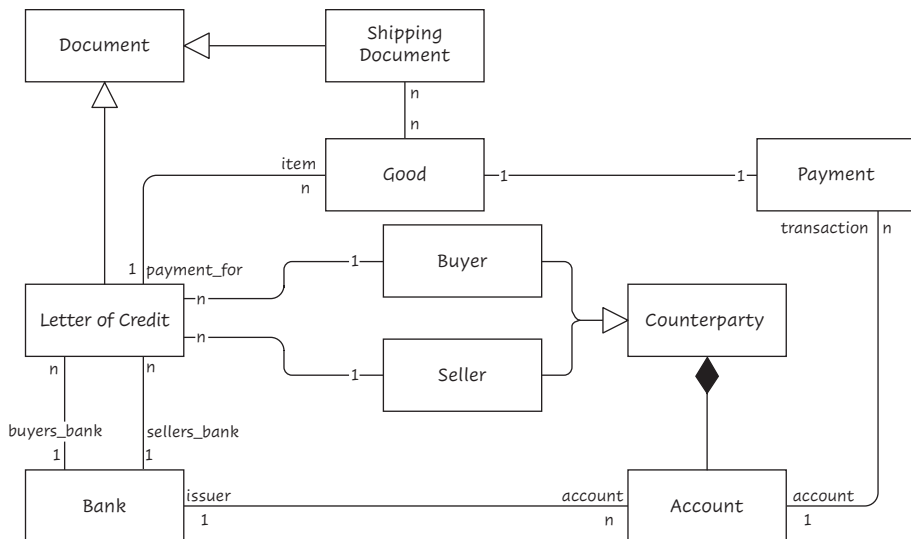 Document
Shipping
Document
n
n
item
n
Good
1
1
Payment
transaction
n
1
payment_for
n
1
Buyer
Letter of Credit
Counterparty
n
1
Seller
n
n
buyers_bank
sellers_bank
1
1
Bank
issuer
1
account
n
Account
account
1